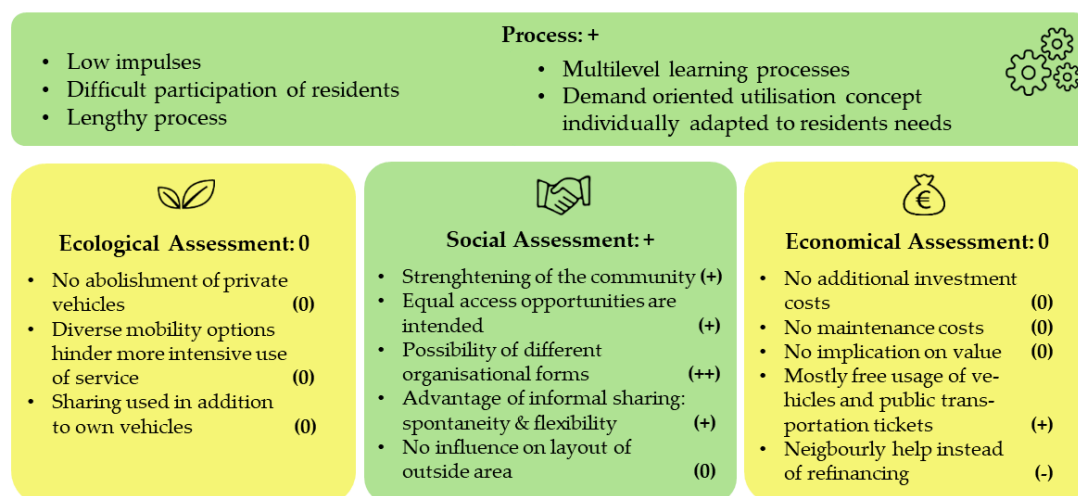 Process: +
• Low impulses
• Difficult participation of residents
• Lengthy process
• Multilevel learning processes
• Demand oriented utilisation concept
individually adapted to residents needs
Ecological Assessment: 0
• No abolishment of private
vehicles (0)
• Diverse mobility options
hinder more intensive use
of service (0)
• Sharing used in addition
to own vehicles (0)
Social Assessment: +
• Strenghtening of the community (+)
• Equal access opportunities are
intended (+)
• Possibility of different
organisational forms (++)
• Advantage of informal sharing:
spontaneity & flexibility (+)
• No influence on layout of
outside area (0)
€
Economical Assessment: 0
• No additional investment
costs (0)
• No maintenance costs (0)
• No implication on value (0)
• Mostly free usage of ve-
hicles and public trans-
portation tickets (+)
• Neigbourly help instead
of refinancing (-)